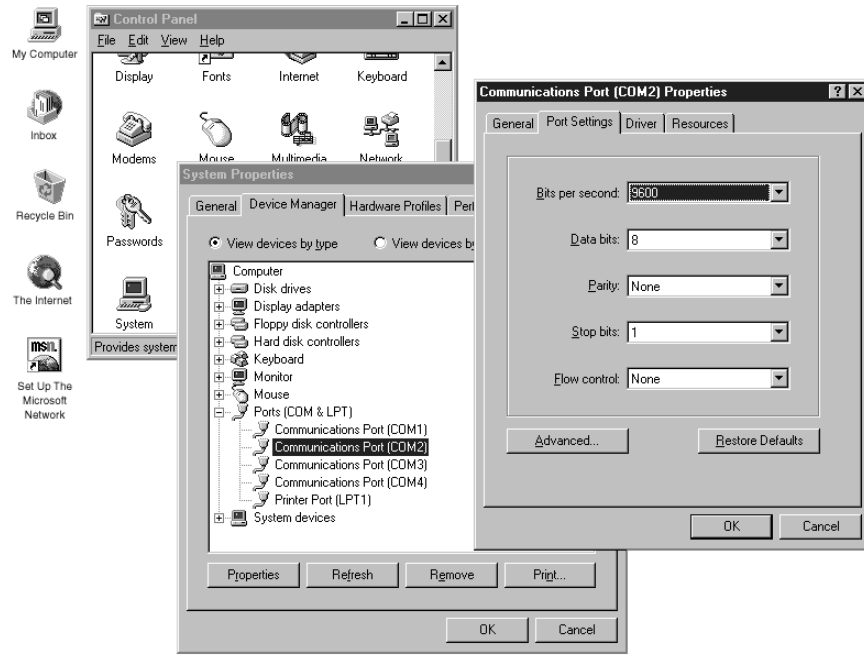 My Computer
Inbox
Recycle Bin
The Internet
msn.
Set Up The
Microsoft
Network
Control Panel
File Edit View Help
Display Fonts Internet Keyboard
Modems Mouse Multimedia Network
Passwords
System
Provides system
System Properties
General Device Manager Hardware Profiles Perf
View devices by type View devices by
Computer
Disk drives
Display adapters
Floppy disk controllers
Hard disk controllers
Keyboard
Monitor
Mouse
Ports (COM & LPT)
Communications Port (COM1)
Communications Port (COM2)
Communications Port (COM3)
Communications Port (COM4)
Printer Port (LPT1)
System devices
Properties Refresh Remove Print...
OK Cancel
Communications Port (COM2) Properties
General Port Settings Driver Resources
Bits per second: 9600
Data bits: 8
Parity: None
Stop bits: 1
Flow control: None
Advanced... Restore Defaults
OK Cancel